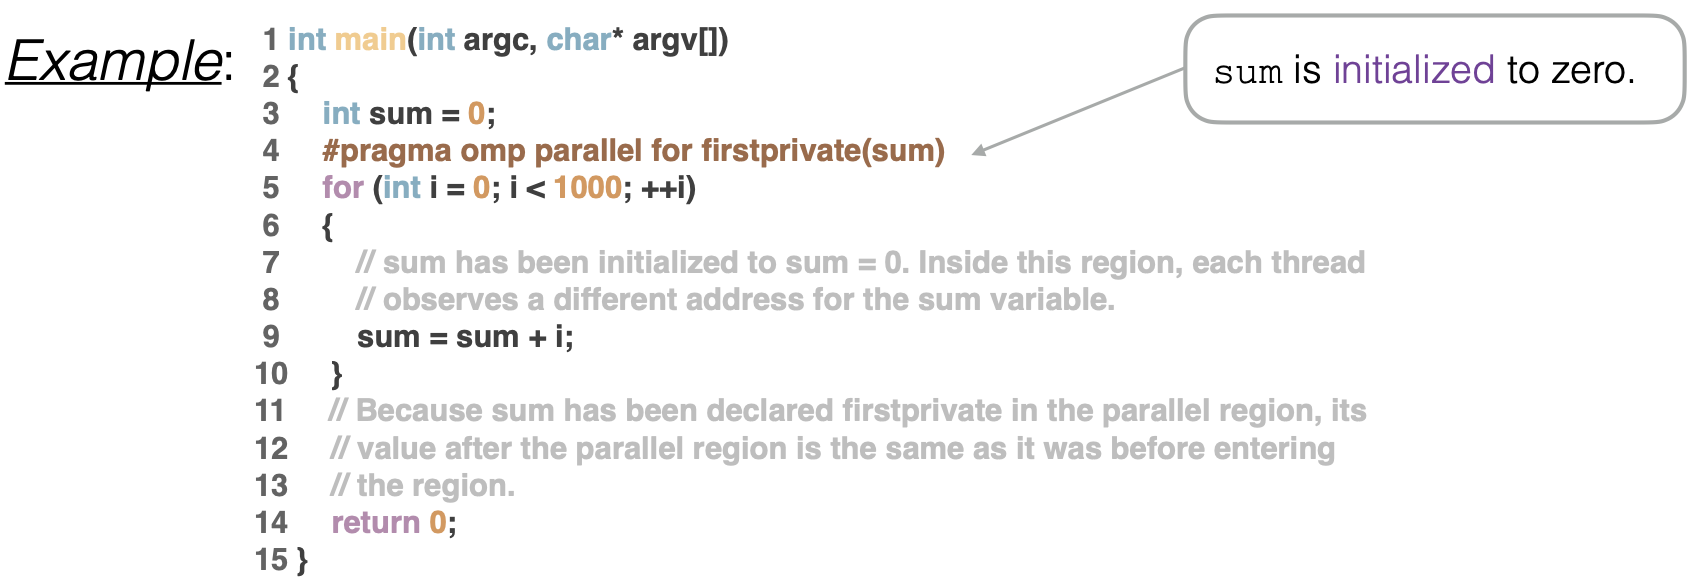 Example:
1 int main(int argc, char* argv[])
2 {
3 int sum = 0;
4 #pragma omp parallel for firstprivate(sum)
5 for (int i = 0; i < 1000; ++i)
6 {
7 // sum has been initialized to sum = 0. Inside this region, each thread
8 // observes a different address for the sum variable.
9 sum = sum + i;
10 }
11 // Because sum has been declared firstprivate in the parallel region, its
12 // value after the parallel region is the same as it was before entering
13 // the region.
14 return 0;
15 }
sum is initialized to zero.